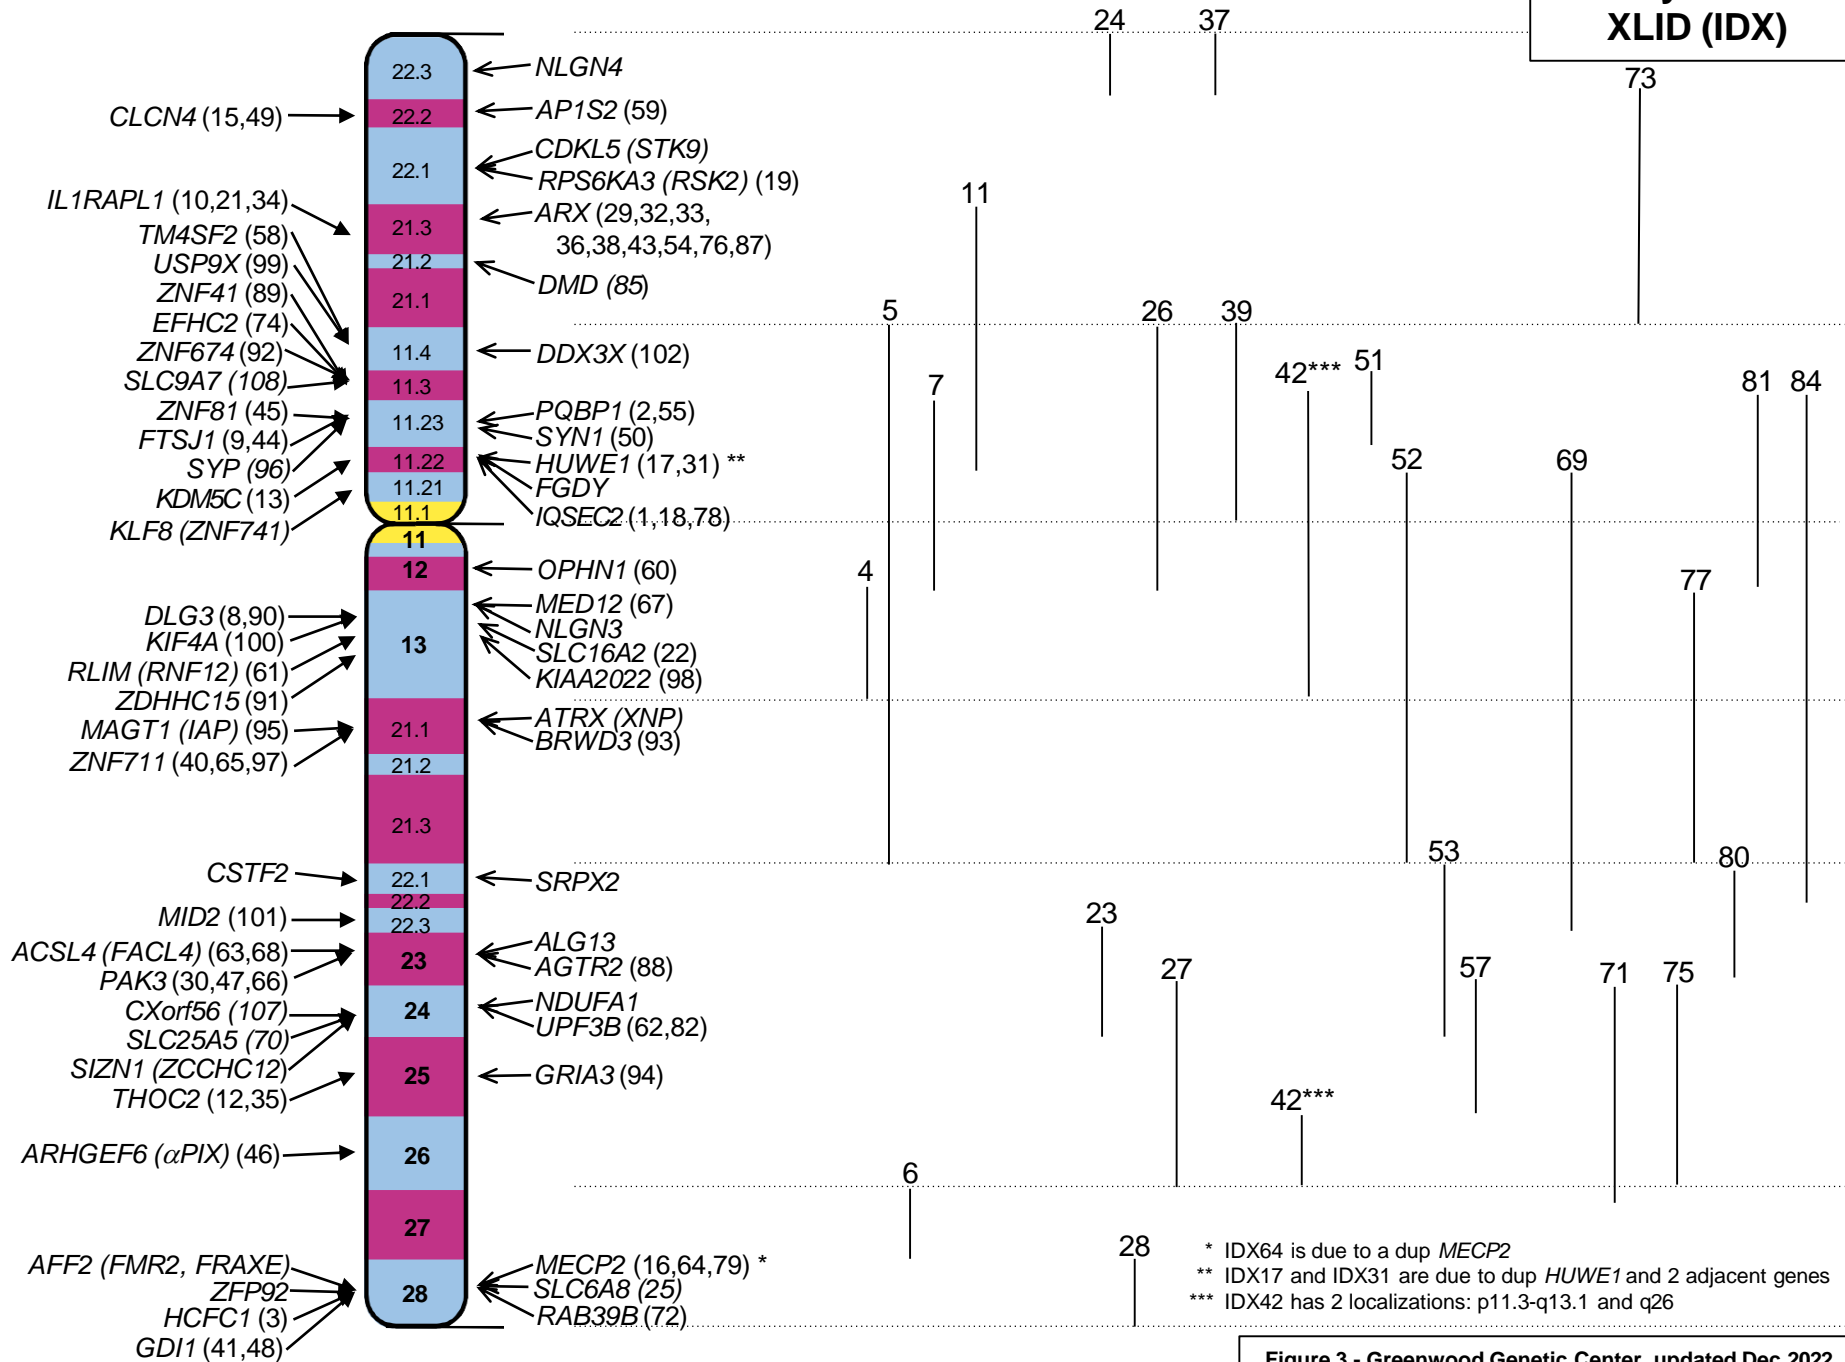 XLID (IDX)
24
37
73
22.3
NLGN4
CLCN4 (15,49)
22.2
AP1S2 (59)
CDKL5 (STK9)
22.1
RPS6KA3 (RSK2) (19)
11
IL1RAPL1 (10,21,34)
ARX (29,32,33,
36,38,43,54,76,87)
21.3
TM4SF2 (58)
USP9X (99)
21.2
DMD (85)
ZNF41 (89)
21.1
5
26
39
EFHC2 (74)
ZNF674 (92)
11.4
DDX3X (102)
42***
51
SLC9A7 (108)
11.3
7
81
84
ZNF81 (45)
11.23
PQBP1 (2,55)
FTSJ1 (9,44)
SYN1 (50)
SYP (96)
11.22
HUWE1 (17,31) **
52
69
KDM5C (13)
11.21
FGDY
KLF8 (ZNF741)
11.1
IQSEC2 (1,18,78)
11
12
OPHN1 (60)
4
77
DLG3 (8,90)
MED12 (67)
KIF4A (100)
13
NLGN3
RLIM (RNF12) (61)
SLC16A2 (22)
ZDHHC15 (91)
KIAA2022 (98)
MAGT1 (IAP) (95)
21.1
ATRX (XNP)
BRWD3 (93)
ZNF711 (40,65,97)
21.2
21.3
53
80
CSTF2
22.1
SRPX2
22.2
MID2 (101)
22.3
23
ACSL4 (FACL4) (63,68)
23
ALG13
PAK3 (30,47,66)
AGTR2 (88)
27
57
71
75
CXorf56 (107)
24
NDUFA1
SLC25A5 (70)
UPF3B (62,82)
SIZN1 (ZCCHC12)
25
GRIA3 (94)
THOC2 (12,35)
42***
ARHGEF6 (αPIX) (46)
26
6
27
28
AFF2 (FMR2, FRAXE)
MECP2 (16,64,79) *
ZFP92
28
SLC6A8 (25)
HCFC1 (3)
RAB39B (72)
GDI1 (41,48)
* IDX64 is due to a dup MECP2
** IDX17 and IDX31 are due to dup HUWE1 and 2 adjacent genes
*** IDX42 has 2 localizations: p11.3-q13.1 and q26
Figure 3 - Greenwood Genetic Center, updated Dec 2022